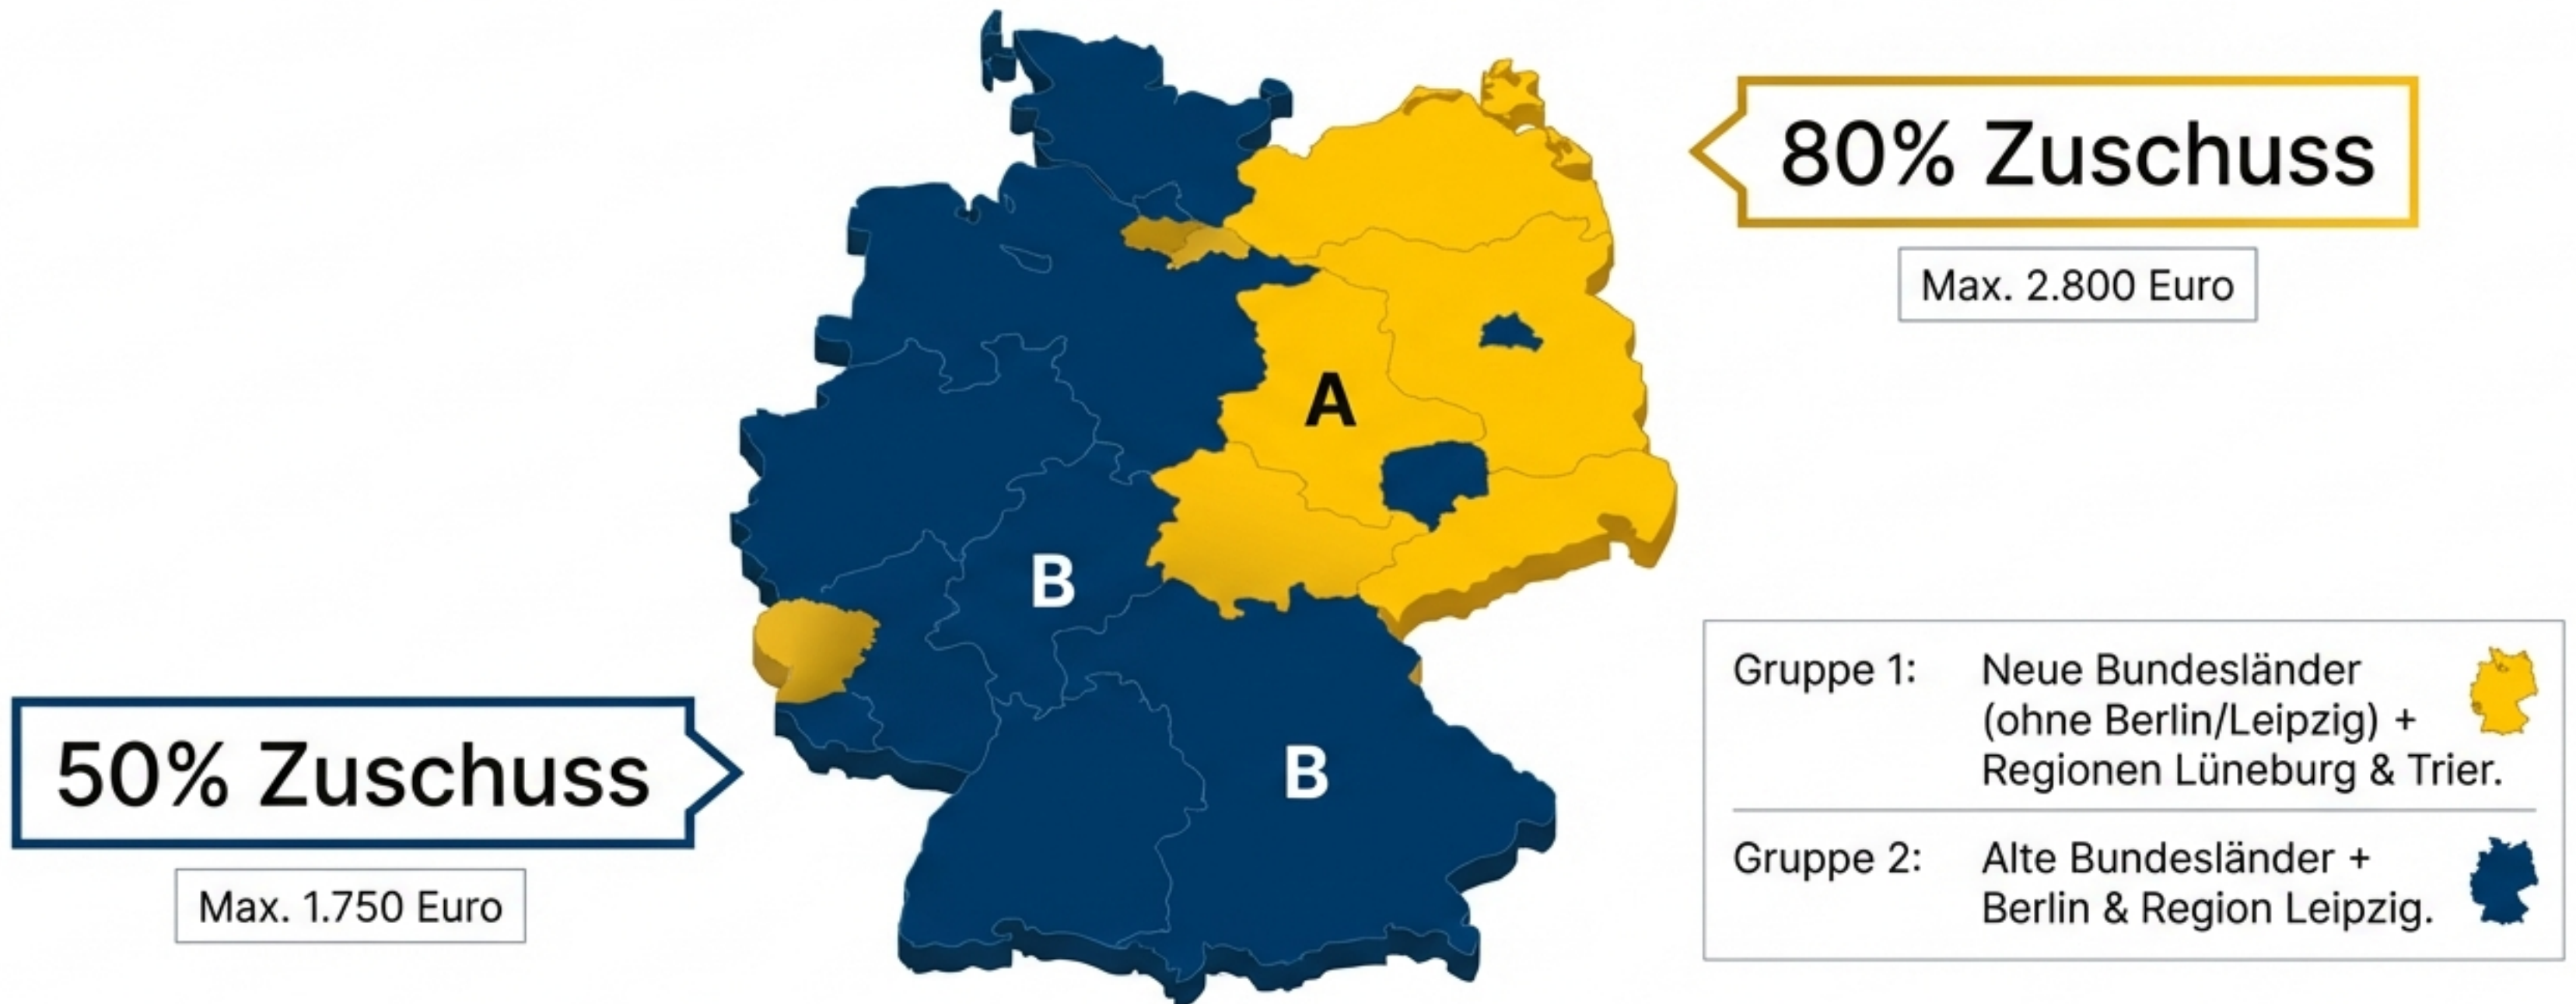 80% Zuschuss
Max. 2.800 Euro
A
B
B
50% Zuschuss
Max. 1.750 Euro
Gruppe 1: Neue Bundesländer
(ohne Berlin/Leipzig) +
Regionen Lüneburg & Trier.
Gruppe 2: Alte Bundesländer +
Berlin & Region Leipzig.